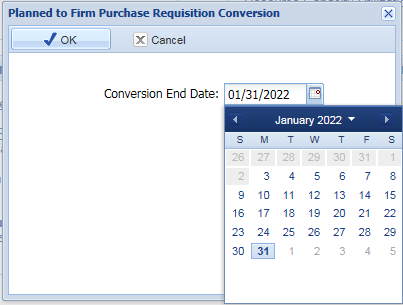 Planned to Firm Purchase Requisition Conversion
OK Cancel
Conversion End Date: 01/31/2022
January 2022
S M T W T F S
26 27 28 29 30 31 1
2 3 4 5 6 7 8
9 10 11 12 13 14 15
16 17 18 19 20 21 22
23 24 25 26 27 28 29
30 31 1 2 3 4 5